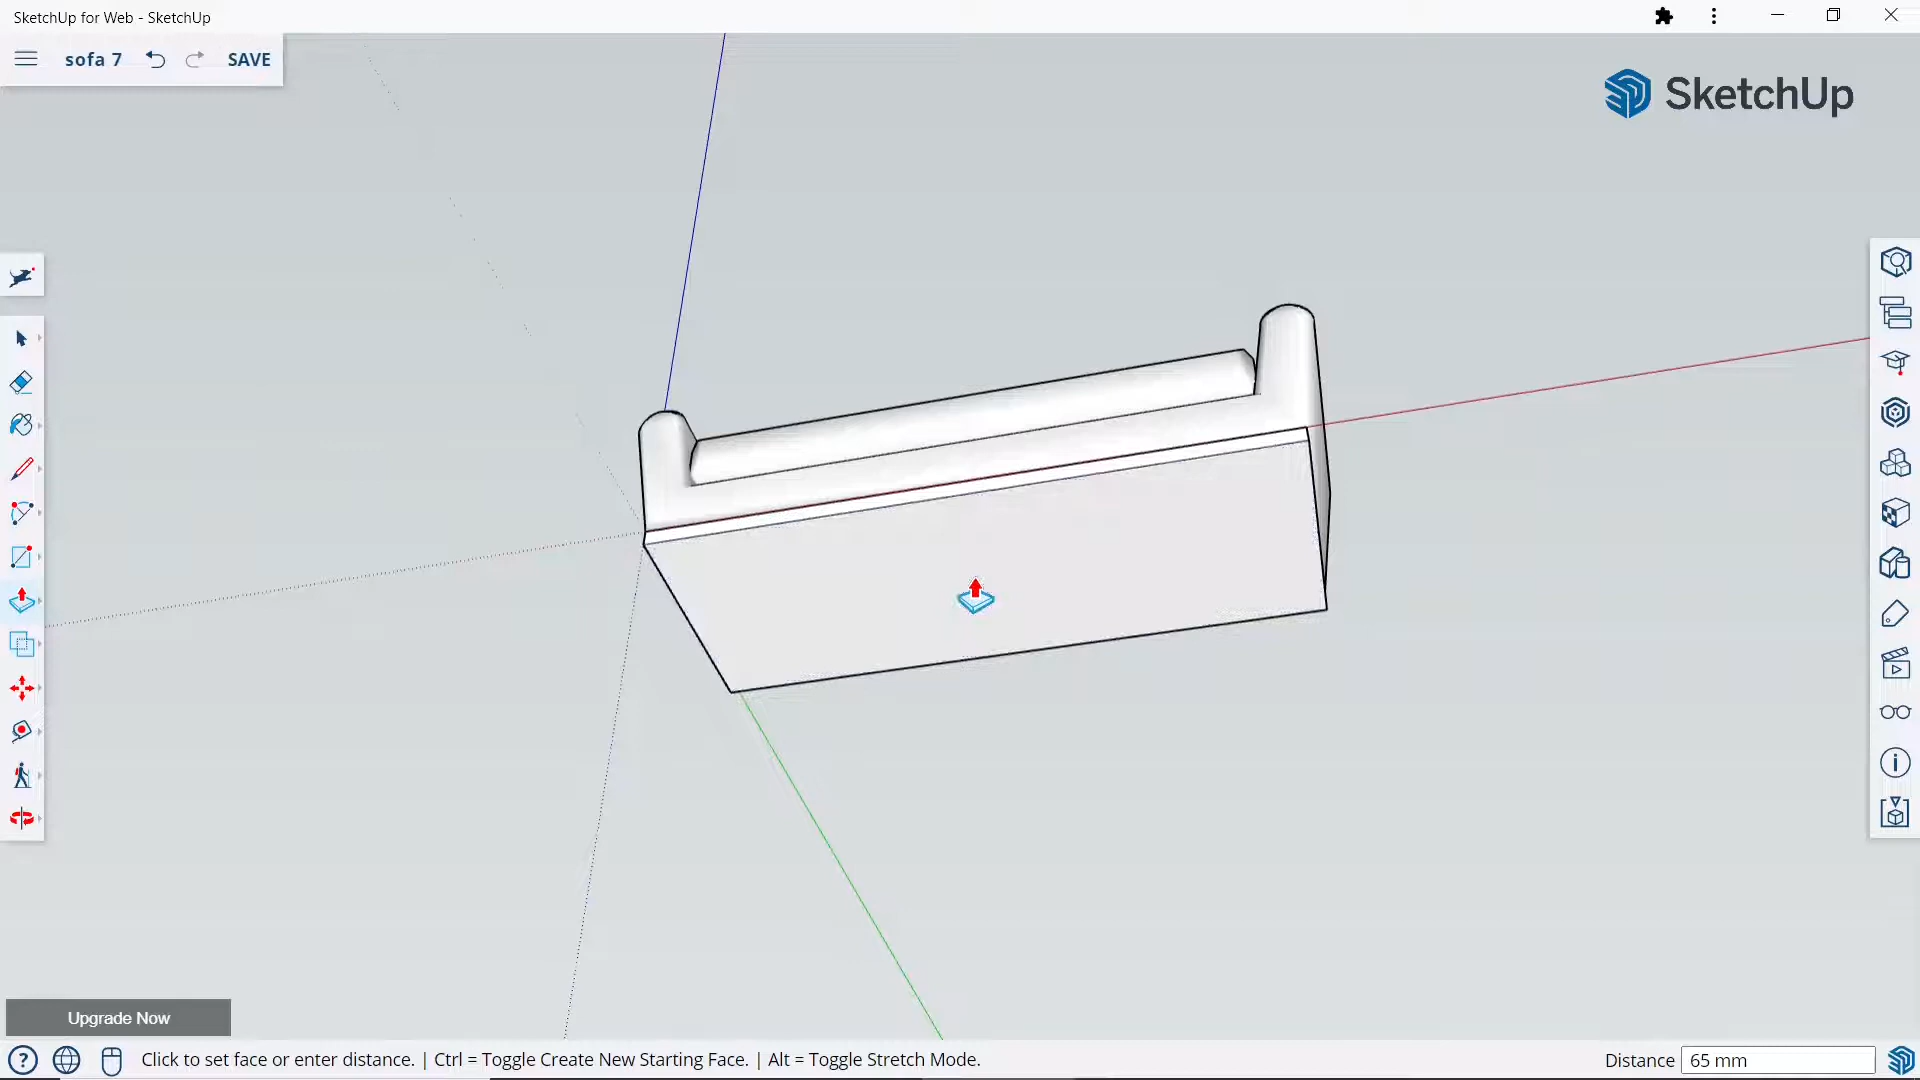 SketchUp for Web - SketchUp
sofa 7 SAVE
SketchUp
Upgrade Now
Click to set face or enter distance. | Ctrl = Toggle Create New Starting Face. | Alt = Toggle Stretch Mode.
Distance 65 mm